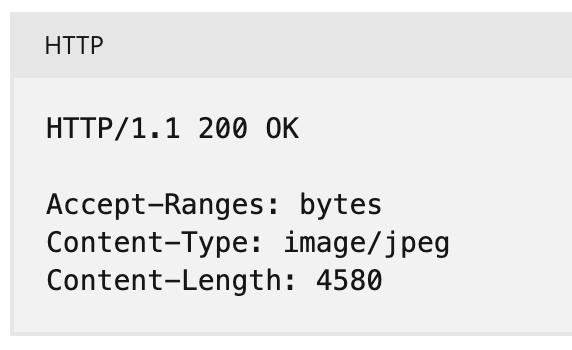 HTTP
HTTP/1.1 200 OK
Accept-Ranges: bytes
Content-Type: image/jpeg
Content-Length: 4580